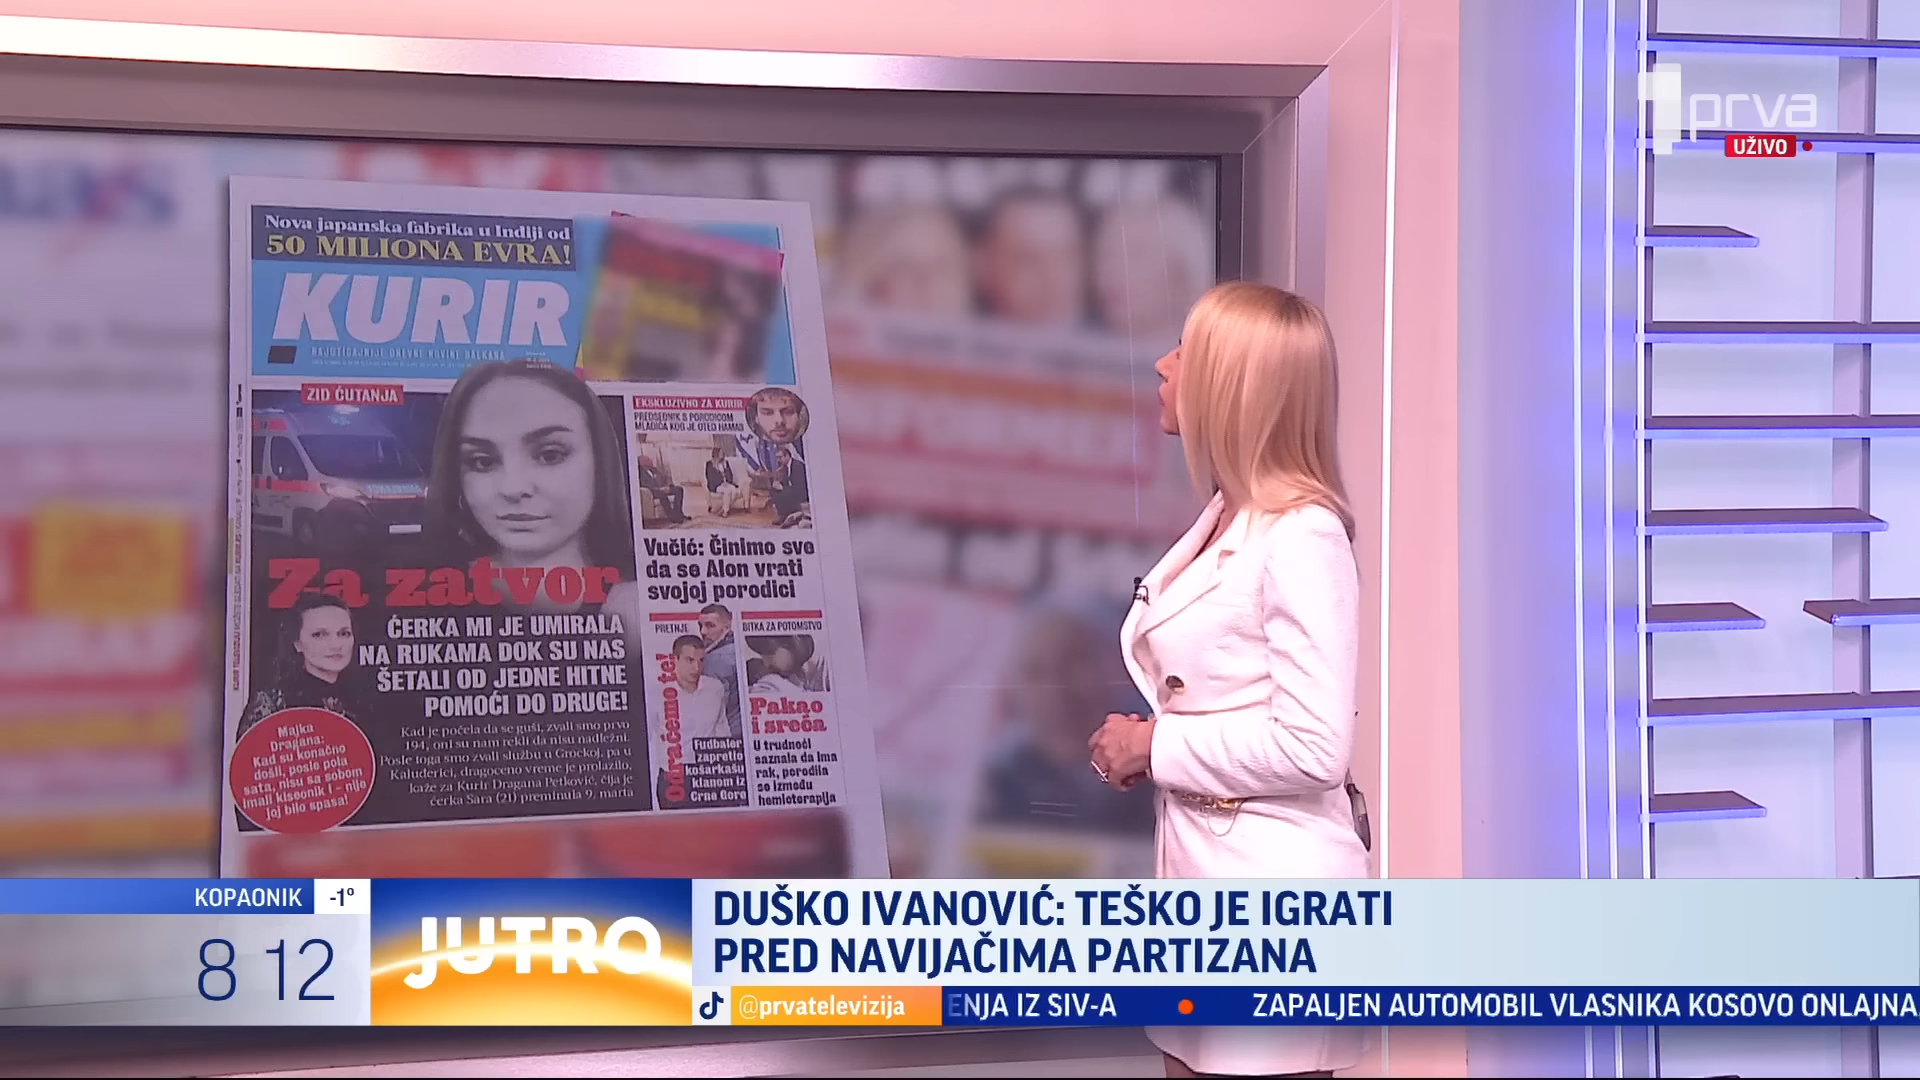 prva
UŽIVO
Nova japanska fabrika u Inđiji od
50 MILIONA EVRA!
KURIR
NAJUTICAJNIJE DNEVNE NOVINE BALKANA
ZID ĆUTANJA
Za zatvor
ĆERKA MI JE UMIRALA
NA RUKAMA DOK SU NAS
ŠETALI OD JEDNE HITNE
POMOĆI DO DRUGE!
Kad je počela da se guši, zvali smo prvo
194, oni su nam rekli da nisu nadležni.
Posle toga smo zvali službu u Grockoj, pa u
Kaluđerici, dragoceno vreme je prolazilo,
kaže za Kurir Dragana Petković, čija je
ćerka Sara (21) preminula 9. marta
Majka
Dragana:
Kad su konačno
došli, posle pola
sata, nisu sa sobom
imali kiseonik i - nije
joj bilo spasa!
EKSKLUZIVNO ZA KURIR
PREDSEDNIK S PORODICOM
MLADIĆA KOG JE OTEO HAMAS
Vučić: Činimo sve
da se Alon vrati
svojoj porodici
PRETNJE
Obračemo te!
Fudbaler
zapretio
košarkašu
klanom iz
Crne Gore
BITKA ZA POTOMSTVO
Pakao
i sreća
U trudnoći
saznala da ima
rak, porodila
se između
hemioterapija
KOPAONIK -1°
8 12
JUTRO
DUŠKO IVANOVIĆ: TEŠKO JE IGRATI
PRED NAVIJAČIMA PARTIZANA
@prvatelevizija
ENJA IZ SIV-A • ZAPALJEN AUTOMOBIL VLASNIKA KOSOVO ONLAJNA